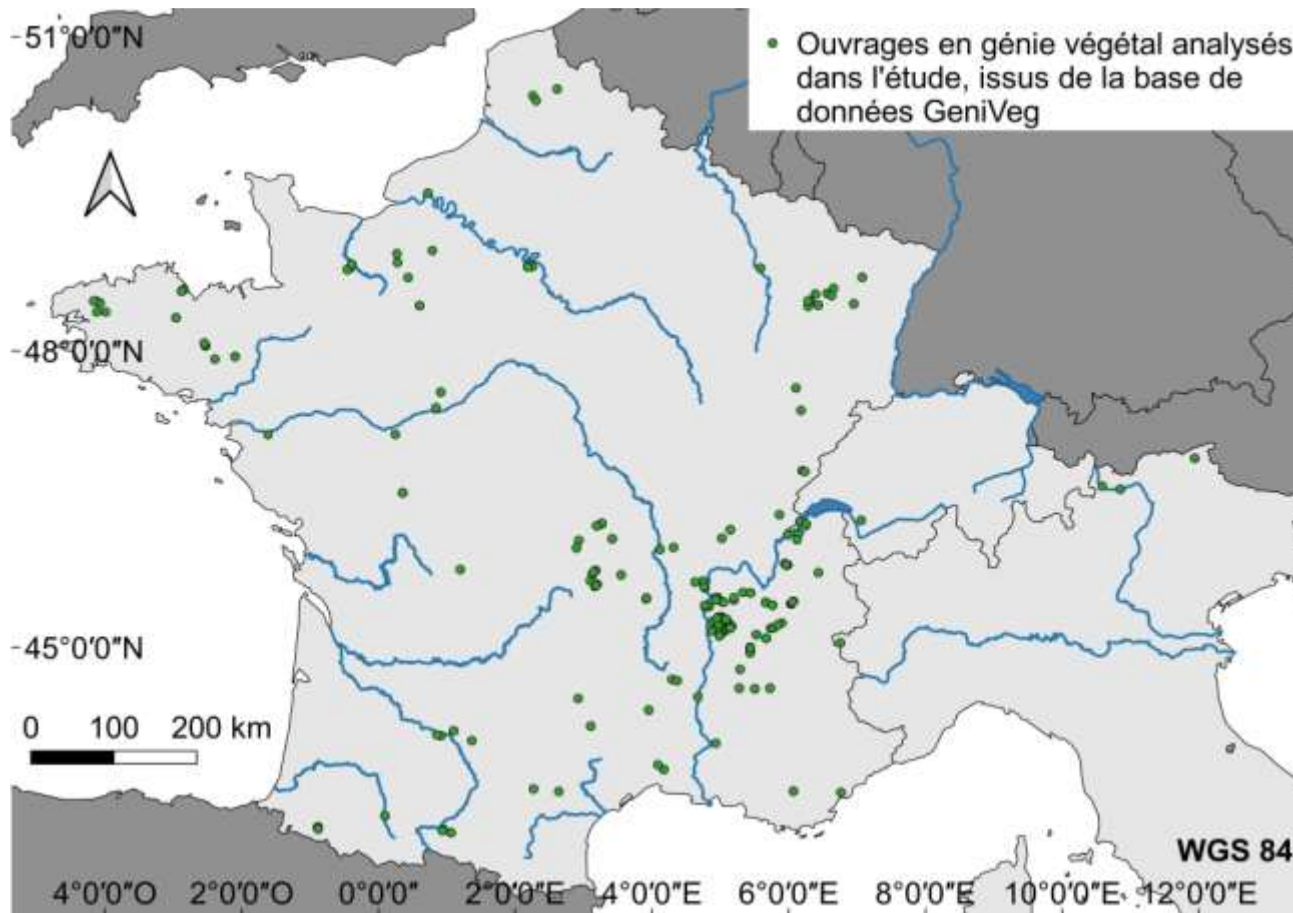 51°0′0″N
Ouvrages en génie végétal analysés
dans l'étude, issus de la base de
données GeniVeg
48°0′0″N
45°0′0″N
0 100 200 km
WGS 84
4°0′0″O 2°0′0″O 0°0′0″ 2°0′0″E 4°0′0″E 6°0′0″E 8°0′0″E 10°0′0″E 12°0′0″E